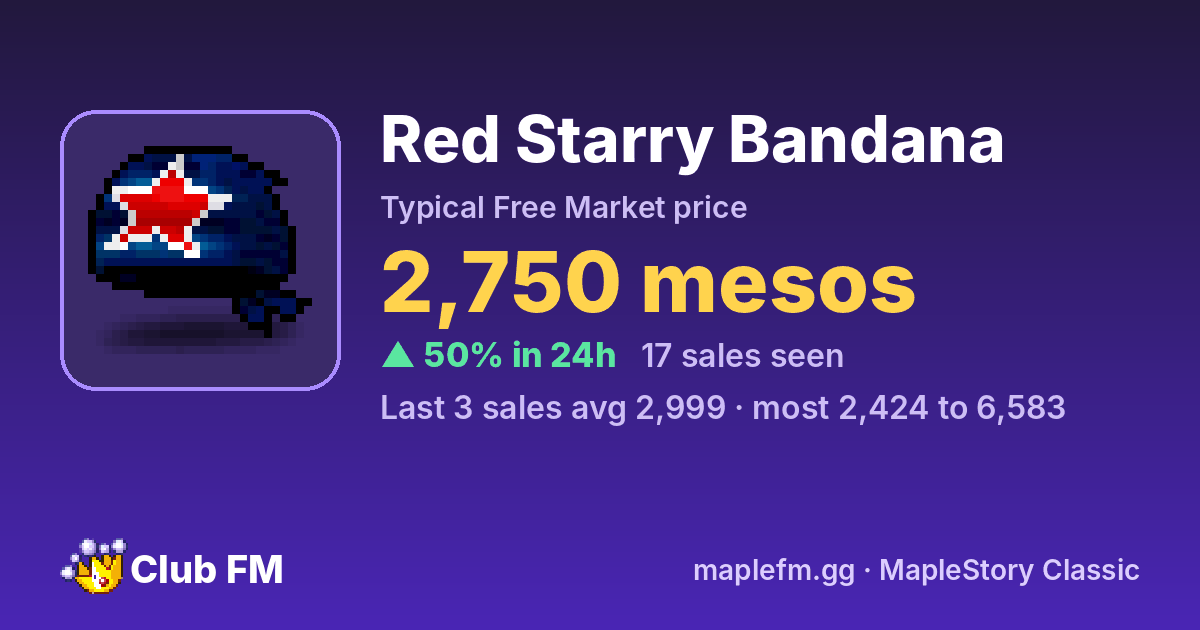 Red Starry Bandana
Typical Free Market price
2,750 mesos
▲ 50% in 24h 17 sales seen
Last 3 sales avg 2,999 · most 2,424 to 6,583
Club FM
maplefm.gg · MapleStory Classic